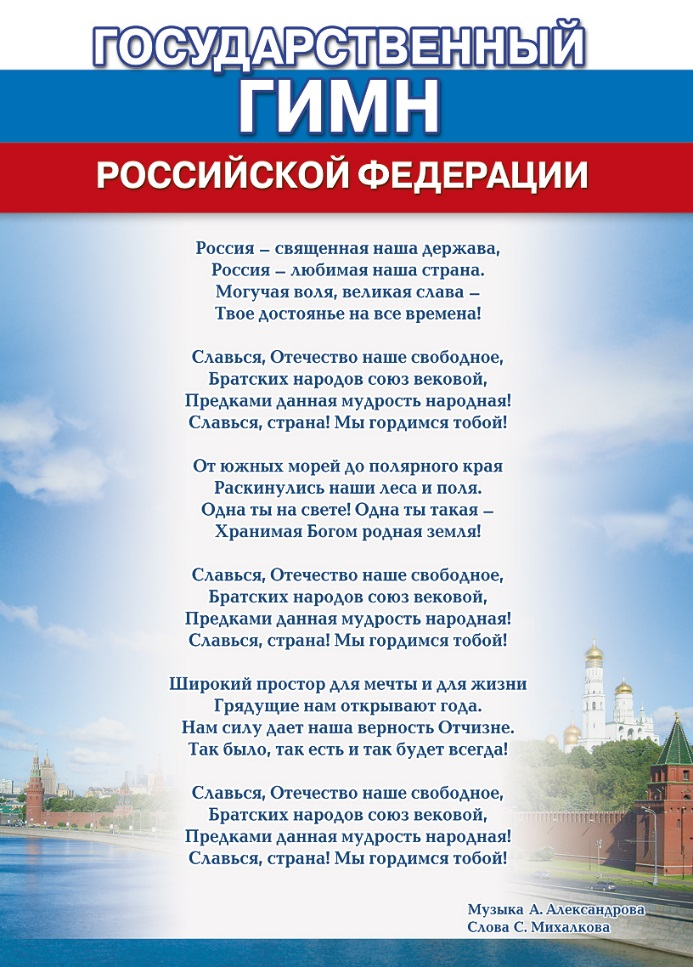 ГОСУДАРСТВЕННЫЙ
ГИМН
РОССИЙСКОЙ ФЕДЕРАЦИИ
Россия – священная наша держава,
Россия – любимая наша страна.
Могучая воля, великая слава –
Твое достоянье на все времена!
Славься, Отечество наше свободное,
Братских народов союз вековой,
Предками данная мудрость народная!
Славься, страна! Мы гордимся тобой!
От южных морей до полярного края
Раскинулись наши леса и поля.
Одна ты на свете! Одна ты такая –
Хранимая Богом родная земля!
Славься, Отечество наше свободное,
Братских народов союз вековой,
Предками данная мудрость народная!
Славься, страна! Мы гордимся тобой!
Широкий простор для мечты и для жизни
Грядущие нам открывают года.
Нам силу дает наша верность Отчизне.
Так было, так есть и так будет всегда!
Славься, Отечество наше свободное,
Братских народов союз вековой,
Предками данная мудрость народная!
Славься, страна! Мы гордимся тобой!
Музыка А. Александрова
Слова С. Михалкова